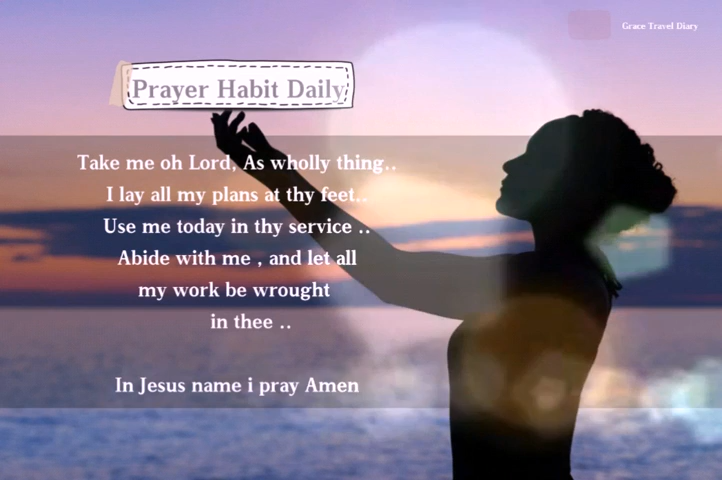 Grace Travel Diary
Prayer Habit Daily
Take me oh Lord, As wholly thing..
I lay all my plans at thy feet..
Use me today in thy service ..
Abide with me , and let all
my work be wrought
in thee ..
In Jesus name i pray Amen